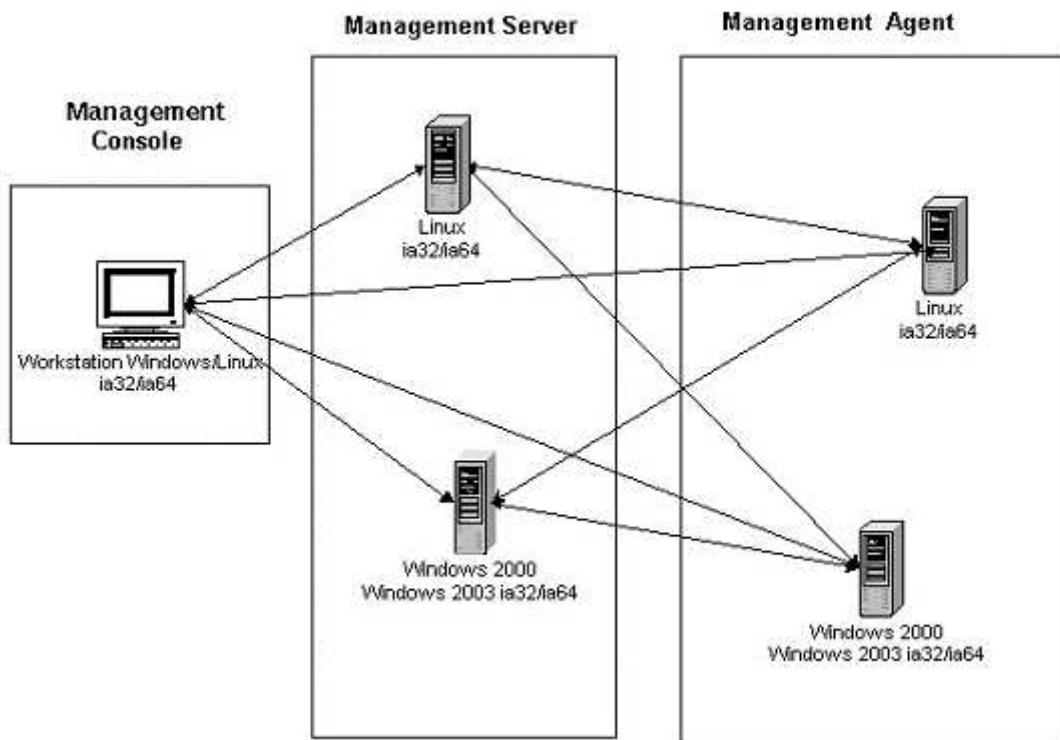 Management Server
Management Agent
Management
Console
Linux
ia32/ia64
Linux
ia32/ia64
Workstation Windows/Linux
ia32/ia64
Windows 2000
Windows 2003 ia32/ia64
Windows 2000
Windows 2003 ia32/ia64